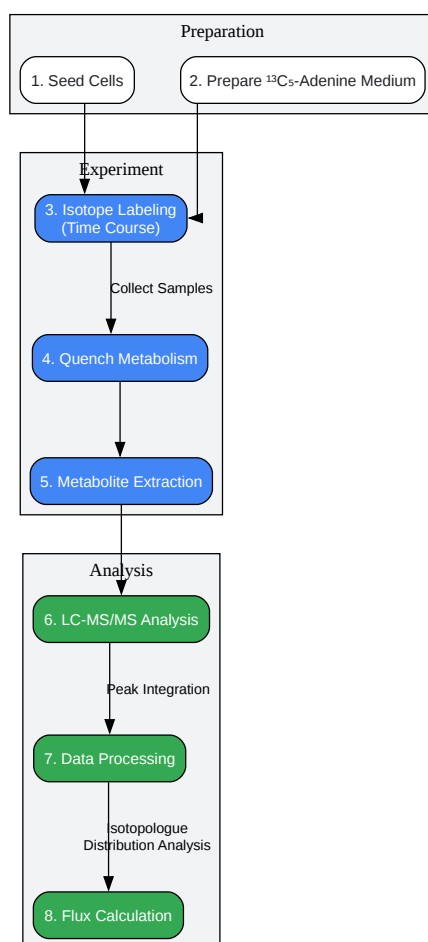 Preparation
1. Seed Cells
2. Prepare ¹³C₅-Adenine Medium
Experiment
3. Isotope Labeling
(Time Course)
Collect Samples
4. Quench Metabolism
5. Metabolite Extraction
Analysis
6. LC-MS/MS Analysis
Peak Integration
7. Data Processing
Isotopologue
Distribution Analysis
8. Flux Calculation